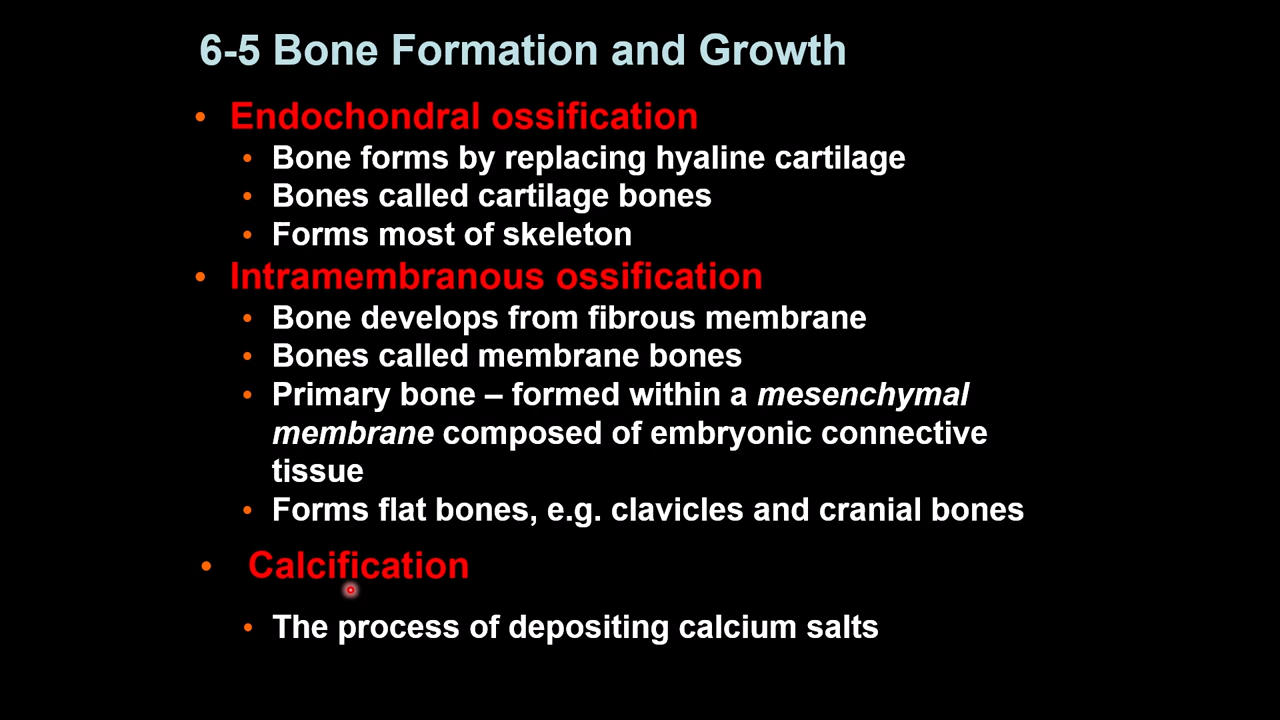 6-5 Bone Formation and Growth
• Endochondral ossification
• Bone forms by replacing hyaline cartilage
• Bones called cartilage bones
• Forms most of skeleton
• Intramembranous ossification
• Bone develops from fibrous membrane
• Bones called membrane bones
• Primary bone – formed within a mesenchymal
membrane composed of embryonic connective
tissue
• Forms flat bones, e.g. clavicles and cranial bones
• Calcification
• The process of depositing calcium salts